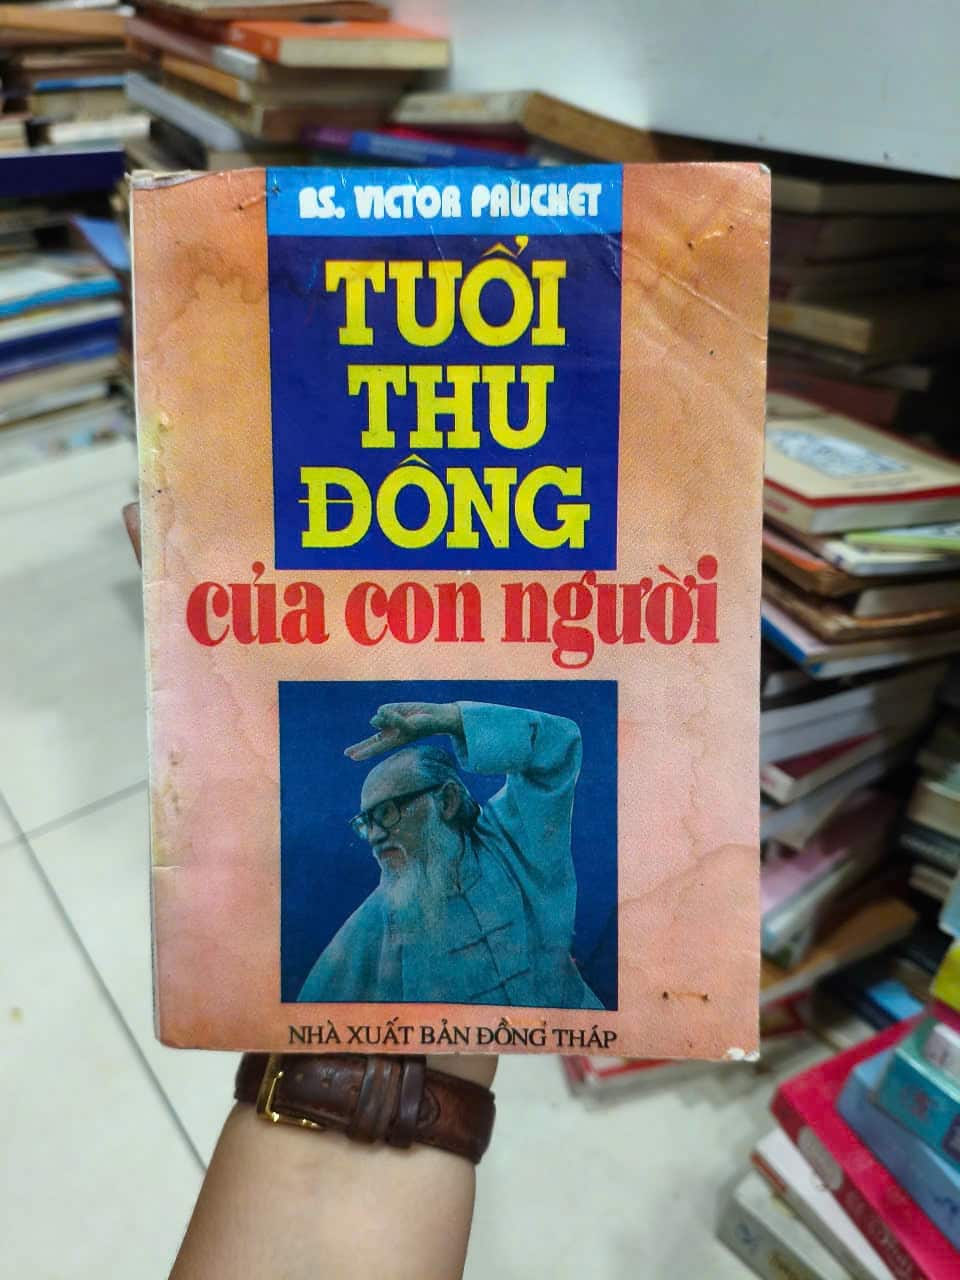 BS. VICTOR PAUCHET
TUỔI
THU
ĐÔNG
của con người
NHÀ XUẤT BẢN ĐỒNG THÁP